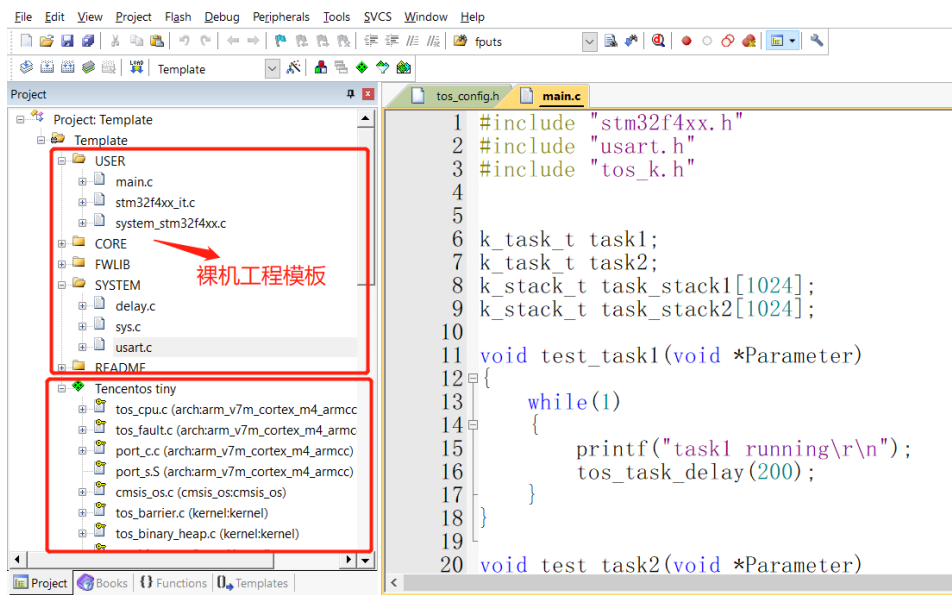 File Edit View Project Flash Debug Peripherals Tools SVCS Window Help
fputs
Template
Project
Project: Template
Template
USER
main.c
stm32f4xx_it.c
system_stm32f4xx.c
CORE
FWLIB
SYSTEM
delay.c
sys.c
usart.c
README
裸机工程模板
Tencentos tiny
tos_cpu.c (arch:arm_v7m_cortex_m4_armcc
tos_fault.c (arch:arm_v7m_cortex_m4_armc
port_c.c (arch:arm_v7m_cortex_m4_armcc)
port_s.S (arch:arm_v7m_cortex_m4_armcc)
cmsis_os.c (cmsis_os:cmsis_os)
tos_barrier.c (kernel:kernel)
tos_binary_heap.c (kernel:kernel)
Project Books Functions Templates
tos_config.h main.c
1 #include "stm32f4xx.h"
2 #include "usart.h"
3 #include "tos_k.h"
4
5
6 k_task_t task1;
7 k_task_t task2;
8 k_stack_t task_stack1[1024];
9 k_stack_t task_stack2[1024];
10
11 void test_task1(void *Parameter)
12 {
13 while(1)
14 {
15 printf("task1 running\r\n");
16 tos_task_delay(200);
17 }
18 }
19
20 void test_task2(void *Parameter)